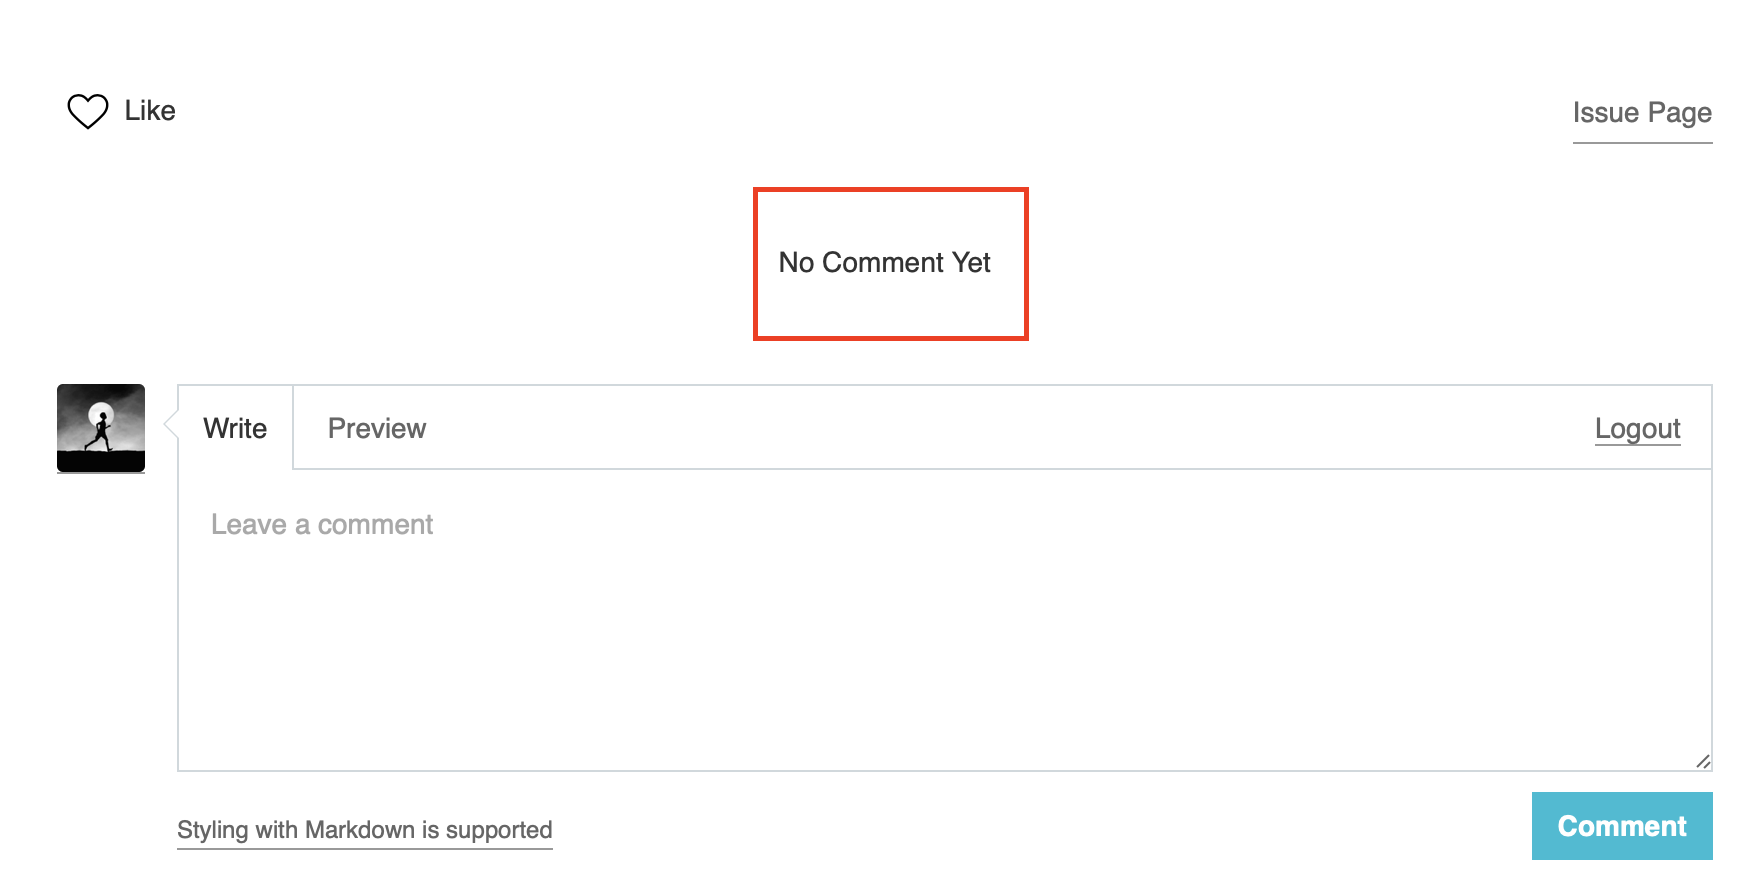 Like
Issue Page
No Comment Yet
Write
Preview
Logout
Leave a comment
Styling with Markdown is supported
Comment